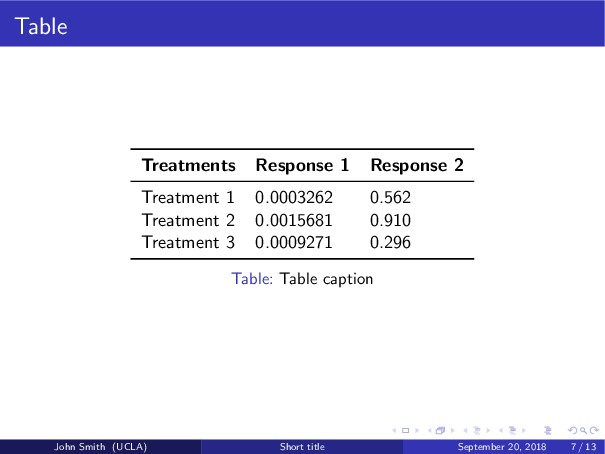 Table
Treatments Response 1 Response 2
Treatment 1 0.0003262 0.562
Treatment 2 0.0015681 0.910
Treatment 3 0.0009271 0.296
Table: Table caption
John Smith (UCLA) Short title September 20, 2018 7 / 13